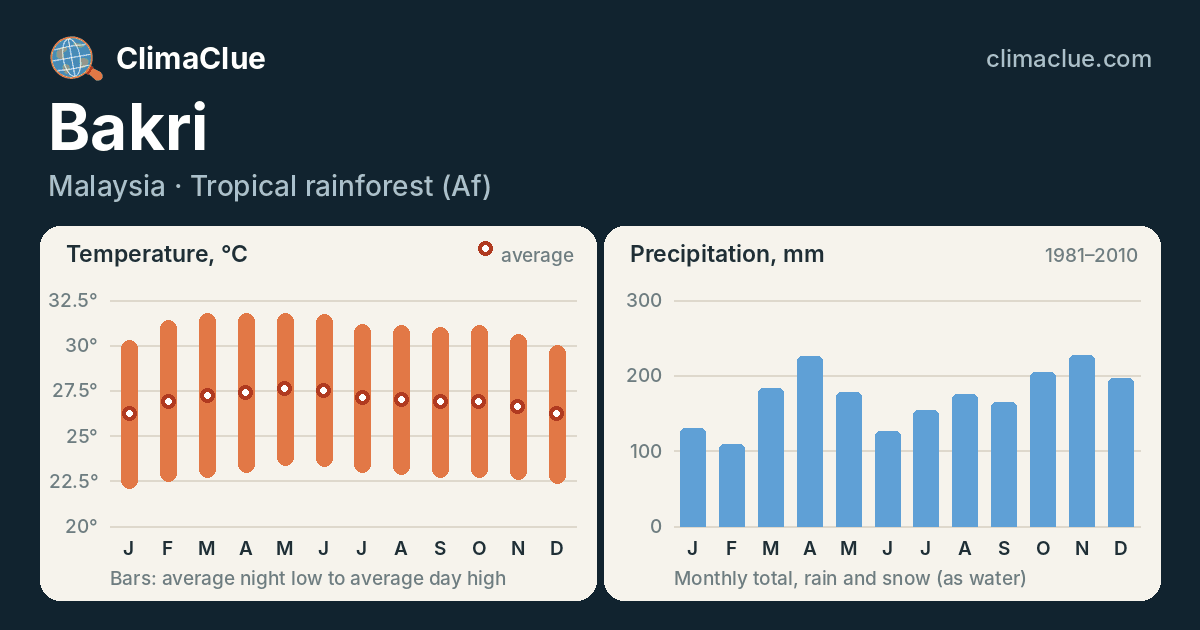 ClimaClue
climaclue.com
Bakri
Malaysia · Tropical rainforest (Af)
Temperature, °C
average
32.5°
30°
27.5°
25°
22.5°
20°
J F M A M J J A S O N D
Bars: average night low to average day high
Precipitation, mm
1981–2010
300
200
100
0
J F M A M J J A S O N D
Monthly total, rain and snow (as water)